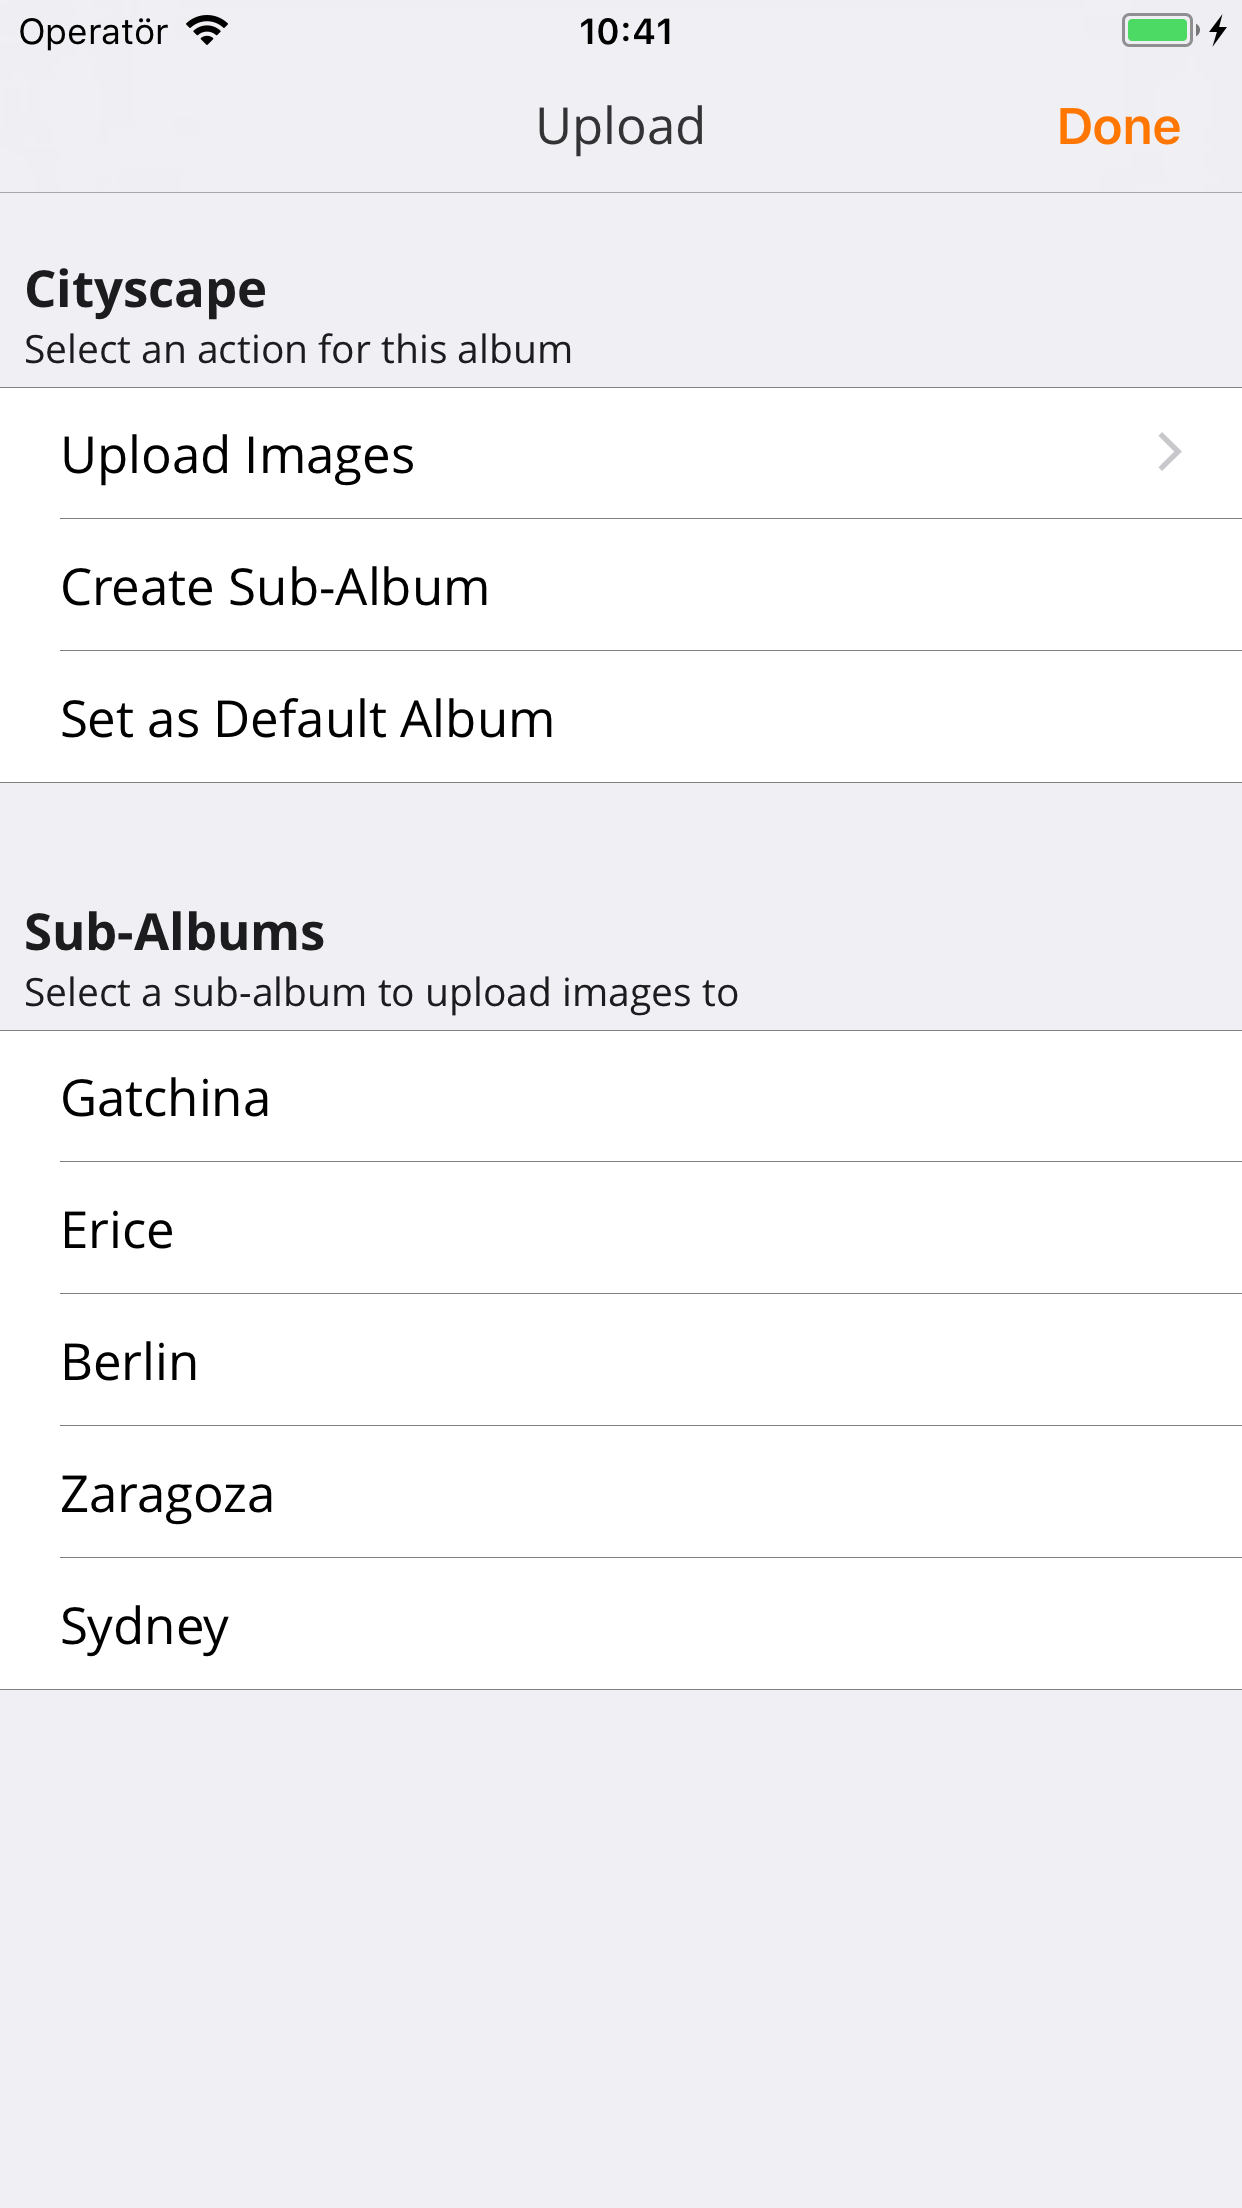 Operatör
10:41
Upload
Done
Cityscape
Select an action for this album
Upload Images
Create Sub-Album
Set as Default Album
Sub-Albums
Select a sub-album to upload images to
Gatchina
Erice
Berlin
Zaragoza
Sydney